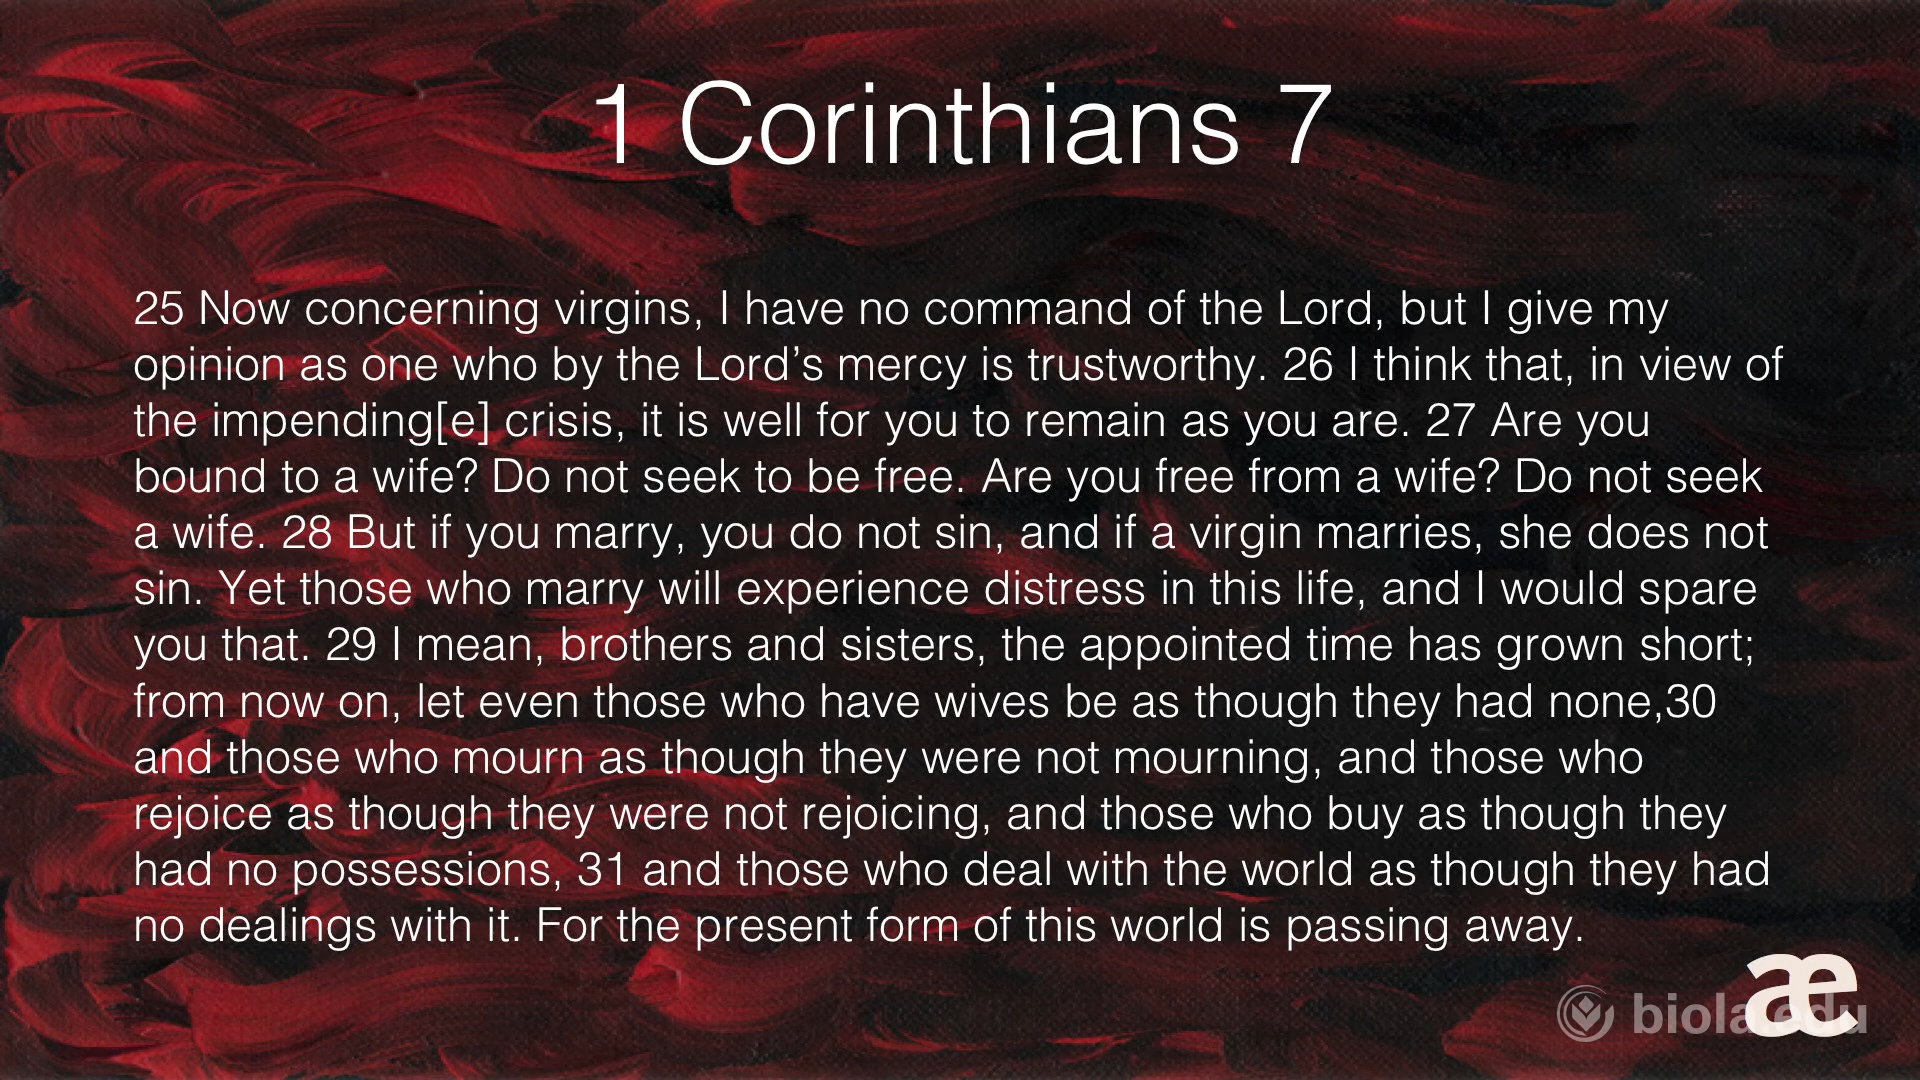 1 Corinthians 7
25 Now concerning virgins, I have no command of the Lord, but I give my
opinion as one who by the Lord’s mercy is trustworthy. 26 I think that, in view of
the impending[e] crisis, it is well for you to remain as you are. 27 Are you
bound to a wife? Do not seek to be free. Are you free from a wife? Do not seek
a wife. 28 But if you marry, you do not sin, and if a virgin marries, she does not
sin. Yet those who marry will experience distress in this life, and I would spare
you that. 29 I mean, brothers and sisters, the appointed time has grown short;
from now on, let even those who have wives be as though they had none,30
and those who mourn as though they were not mourning, and those who
rejoice as though they were not rejoicing, and those who buy as though they
had no possessions, 31 and those who deal with the world as though they had
no dealings with it. For the present form of this world is passing away.
æ
biola.edu